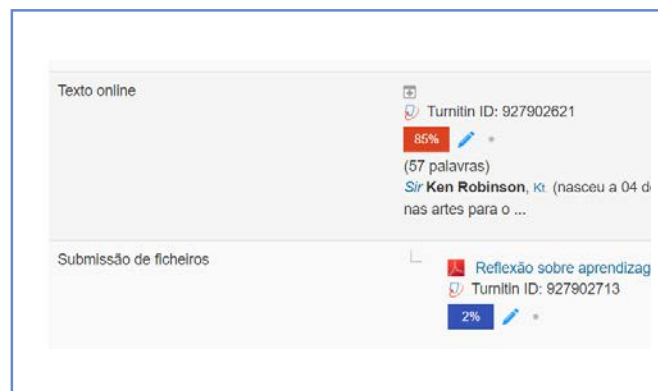 Texto online
Turnitin ID: 927902621
85%
(57 palavras)
Sir Ken Robinson, Kt. (nasceu a 04 d
nas artes para o ...
Submissão de ficheiros
Reflexão sobre aprendizag
Turnitin ID: 927902713
2%